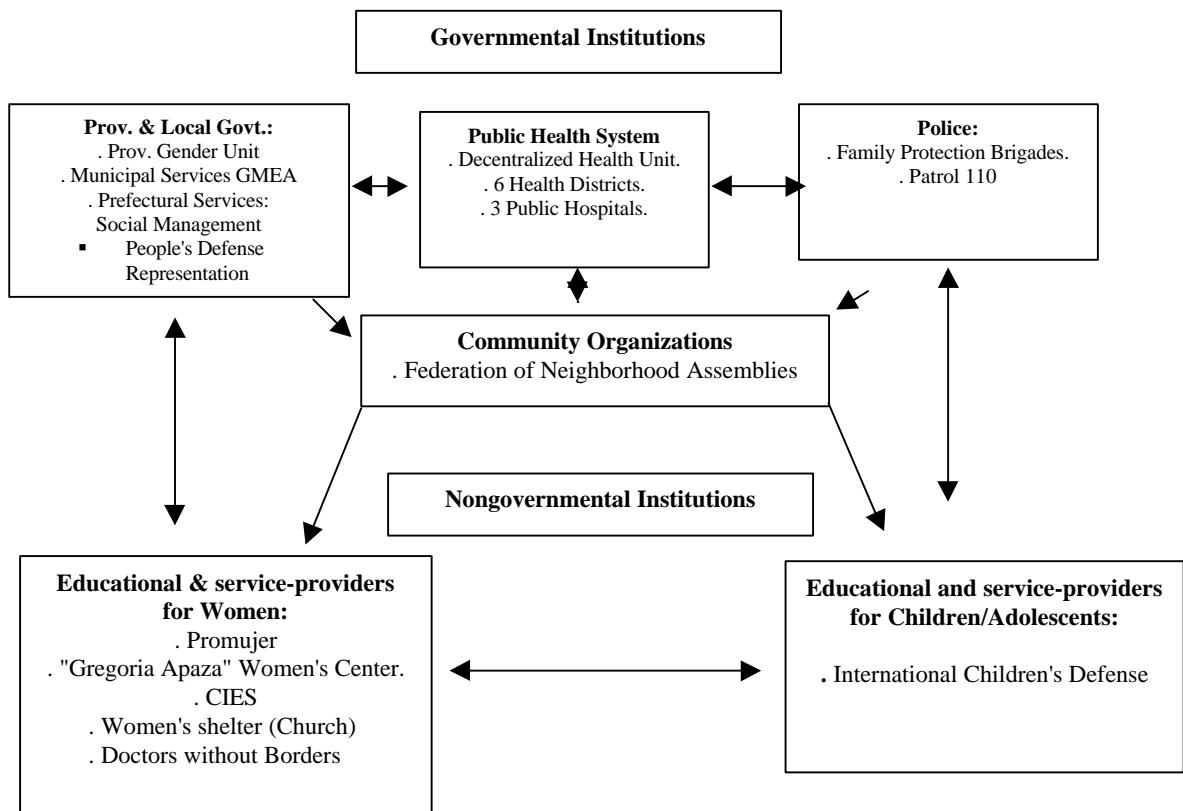 Governmental Institutions
Prov. & Local Govt.:
. Prov. Gender Unit
. Municipal Services GMEA
. Prefectural Services:
Social Management
▪ People's Defense
Representation
Public Health System
. Decentralized Health Unit.
. 6 Health Districts.
. 3 Public Hospitals.
Police:
. Family Protection Brigades.
. Patrol 110
Community Organizations
. Federation of Neighborhood Assemblies
Nongovernmental Institutions
Educational & service-providers
for Women:
. Promujer
. "Gregoria Apaza" Women's Center.
. CIES
. Women's shelter (Church)
. Doctors without Borders
Educational and service-providers
for Children/Adolescents:
. International Children's Defense